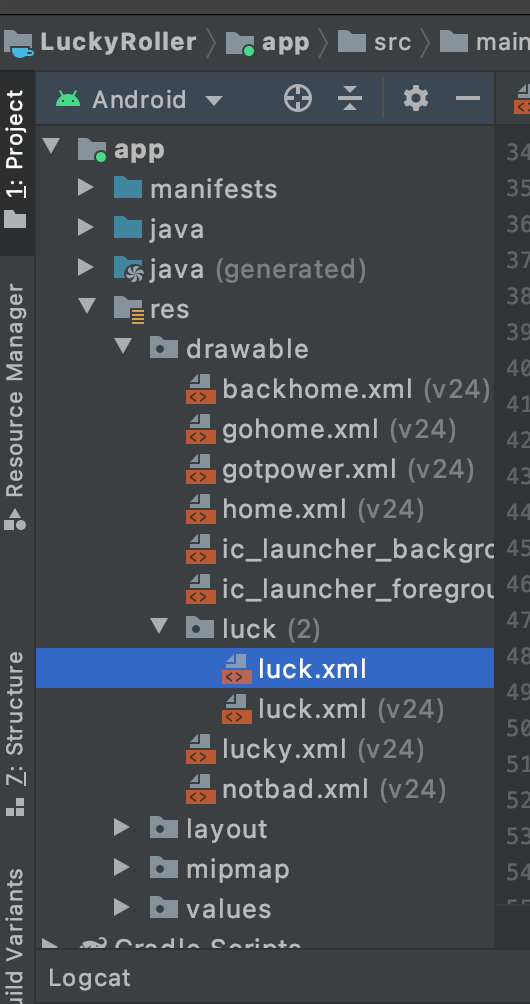 LuckyRoller app src main
Android
1: Project
Resource Manager
7: Structure
app
manifests
java
java (generated)
res
drawable
backhome.xml (v24)
gohome.xml (v24)
gotpower.xml (v24)
home.xml (v24)
ic_launcher_backgro
ic_launcher_foregrou
luck (2)
luck.xml
luck.xml (v24)
lucky.xml (v24)
notbad.xml (v24)
layout
mipmap
values
Gradle Scripts
uild Variants
34
35
36
37
38
39
40
41
42
43
44
45
46
47
48
49
50
51
52
53
54
Logcat